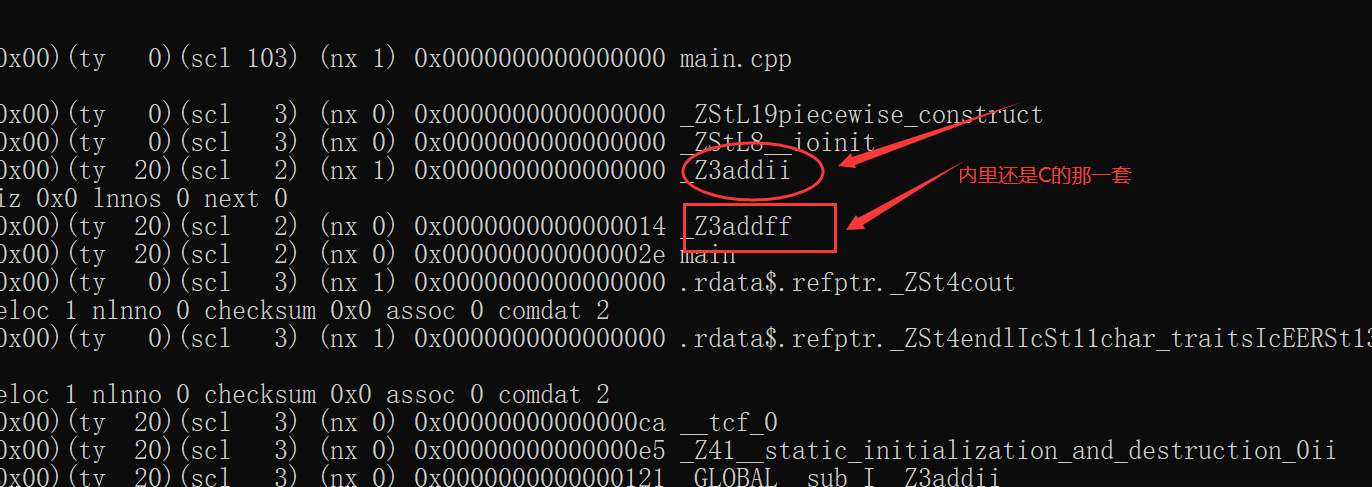 0x00)(ty   0)(scl 103) (nx 1) 0x0000000000000000 main.cpp
0x00)(ty   0)(scl   3) (nx 0) 0x0000000000000000 _ZStL19piecewise_construct
0x00)(ty   0)(scl   3) (nx 0) 0x0000000000000000 _ZStL8__ioinit
0x00)(ty  20)(scl   2) (nx 1) 0x0000000000000000 _Z3addii
内里还是C的那一套
iz 0x0 lnnos 0 next 0
0x00)(ty  20)(scl   2) (nx 0) 0x0000000000000014 _Z3addff
0x00)(ty  20)(scl   2) (nx 0) 0x000000000000002e main
0x00)(ty   0)(scl   3) (nx 1) 0x0000000000000000 .rdata$.refptr._ZSt4cout
eloc 1 nlnno 0 checksum 0x0 assoc 0 comdat 2
0x00)(ty   0)(scl   3) (nx 1) 0x0000000000000000 .rdata$.refptr._ZSt4endlIcSt11char_traitsIcEERSt13
eloc 1 nlnno 0 checksum 0x0 assoc 0 comdat 2
0x00)(ty  20)(scl   3) (nx 0) 0x00000000000000ca __tcf_0
0x00)(ty  20)(scl   3) (nx 0) 0x00000000000000e5 _Z41__static_initialization_and_destruction_0ii
0x00)(ty  20)(scl   3) (nx 0) 0x0000000000000121 _GLOBAL__sub_I__Z3addii